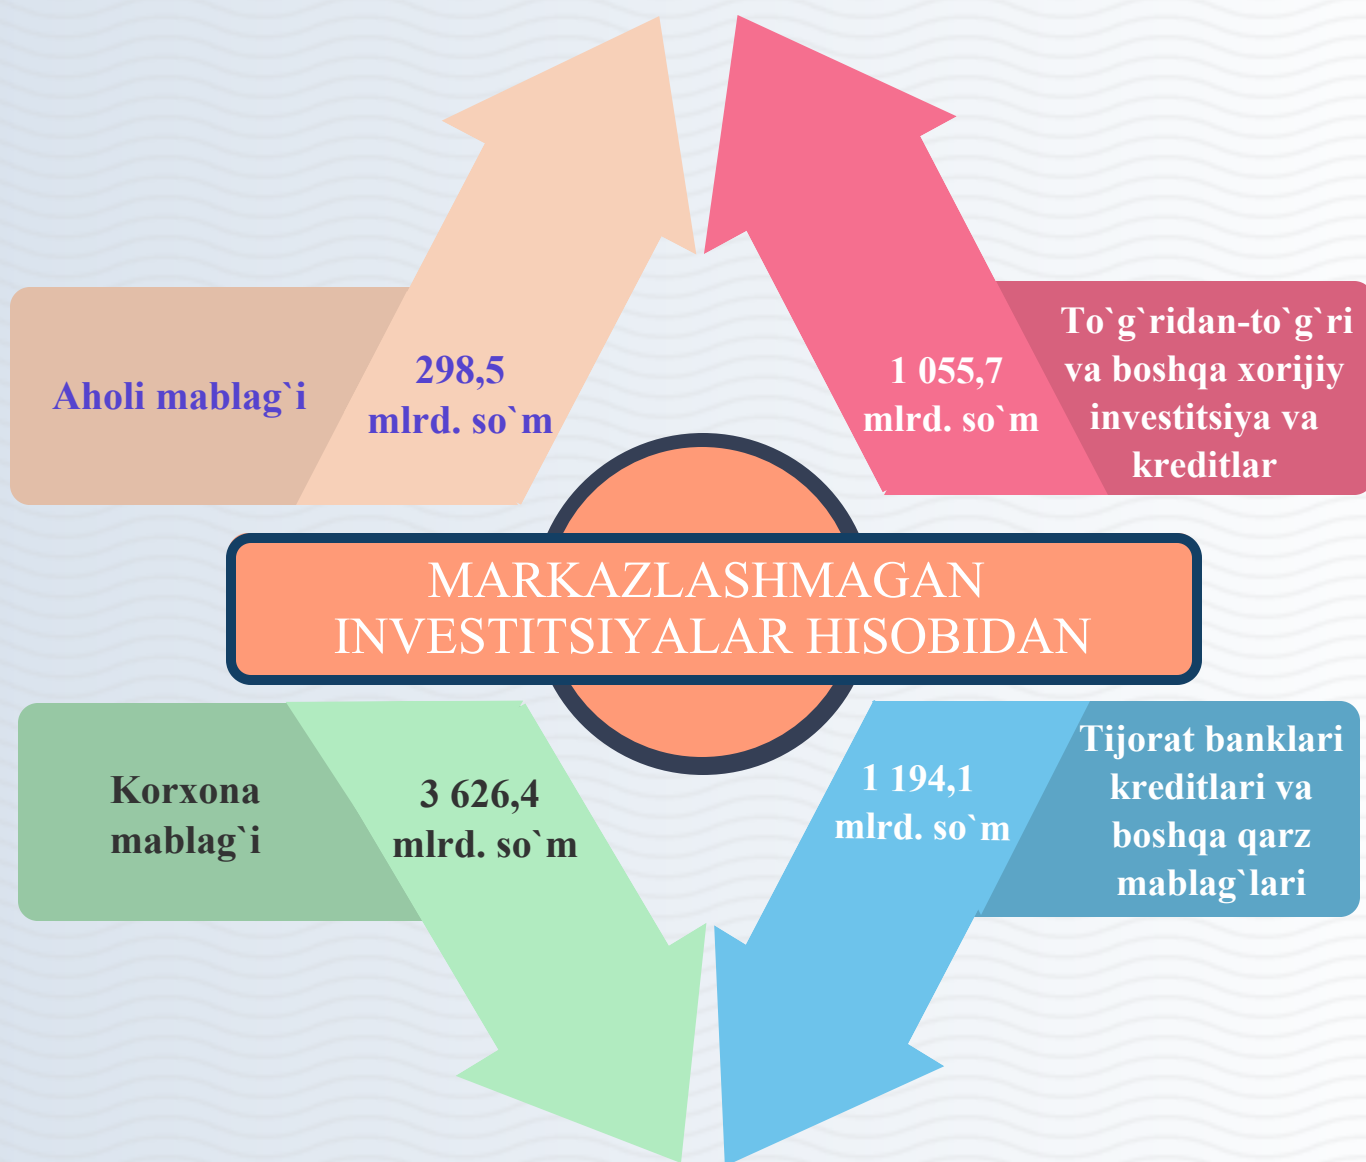 Aholi mablag`i
298,5
mlrd. so`m
1 055,7
mlrd. so`m
To`g`ridan-to`g`ri
va boshqa xorijiy
investitsiya va
kreditlar
MARKAZLASHMAGAN
INVESTITSIYALAR HISOBIDAN
Korxona
mablag`i
3 626,4
mlrd. so`m
1 194,1
mlrd. so`m
Tijorat banklari
kreditlari va
boshqa qarz
mablag`lari